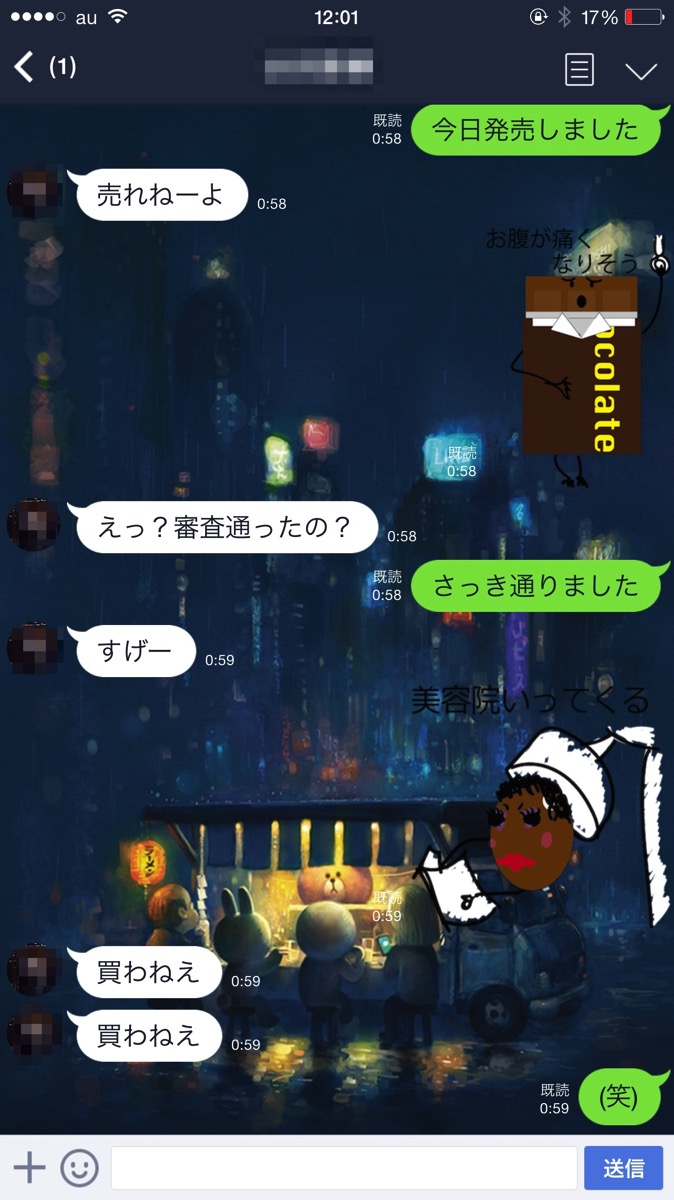 au 12:01 17%
(1)
今日発売しました
既読
0:58
売れねーよ
0:58
お腹が痛く
なりそう
ocolate
既読
0:58
えっ？審査通ったの？
0:58
さっき通りました
既読
0:58
すげー
0:59
美容院いってくる
ラーメン
既読
0:59
買わねえ
0:59
買わねえ
0:59
(笑)
既読
0:59
送信